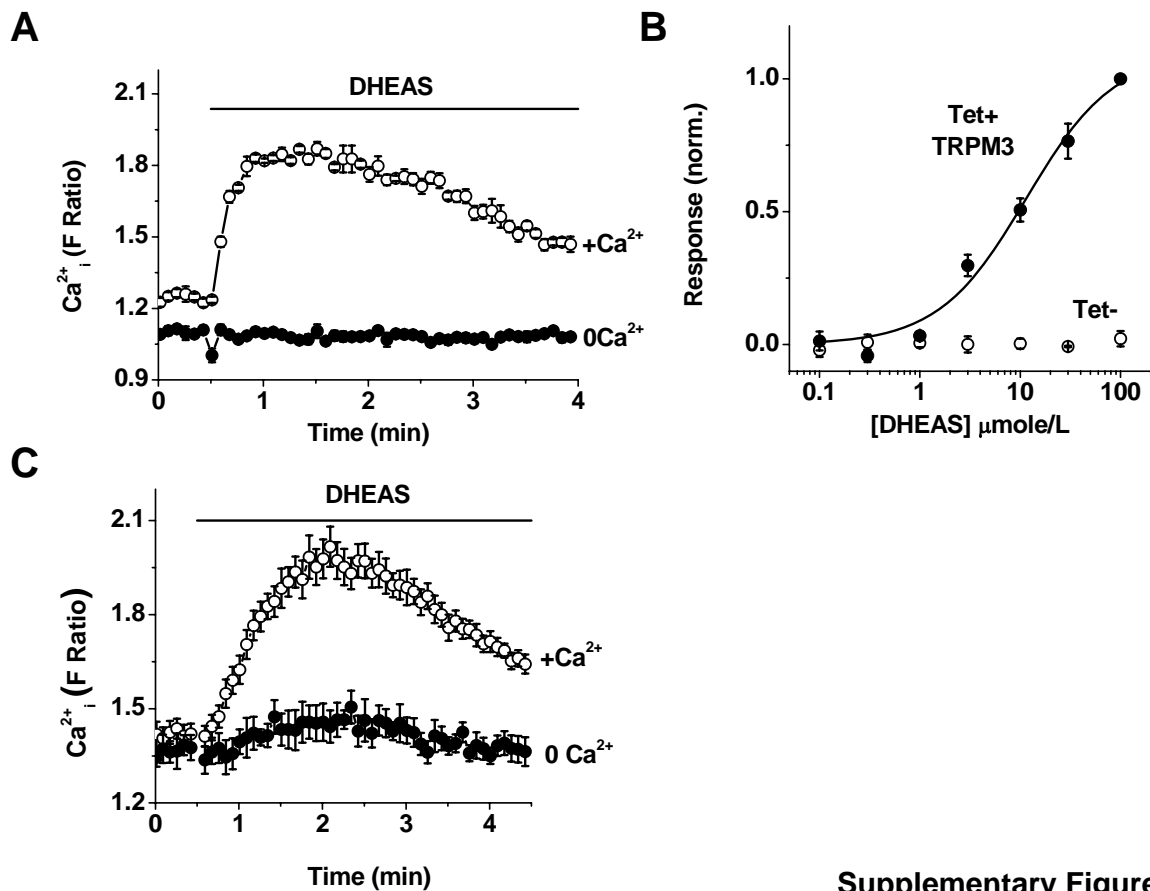 A
DHEAS
2.1
1.8
1.5
1.2
0.9
Ca²⁺ᵢ (F Ratio)
+Ca²⁺
0Ca²⁺
0 1 2 3 4
Time (min)
B
1.0
0.5
0.0
Response (norm.)
Tet+
TRPM3
Tet-
0.1 1 10 100
[DHEAS] μmole/L
C
DHEAS
2.1
1.8
1.5
1.2
Ca²⁺ᵢ (F Ratio)
+Ca²⁺
0 Ca²⁺
0 1 2 3 4
Time (min)
Supplementary Figure